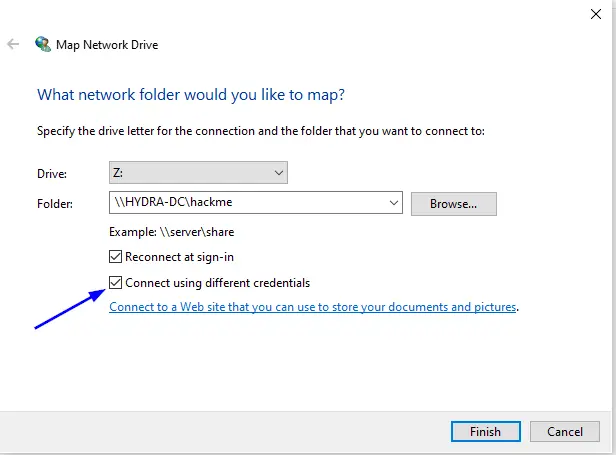 Map Network Drive
What network folder would you like to map?
Specify the drive letter for the connection and the folder that you want to connect to:
Drive: Z:
Folder: \\HYDRA-DC\hackme Browse...
Example: \\server\share
Reconnect at sign-in
Connect using different credentials
Connect to a Web site that you can use to store your documents and pictures.
Finish Cancel